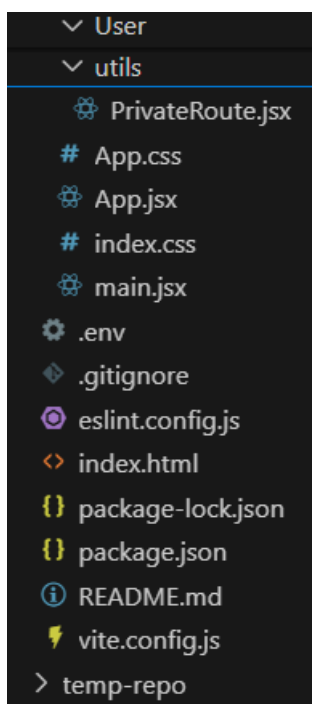 User
utils
PrivateRoute.jsx
# App.css
App.jsx
# index.css
main.jsx
.env
.gitignore
eslint.config.js
<> index.html
{} package-lock.json
{} package.json
README.md
vite.config.js
temp-repo